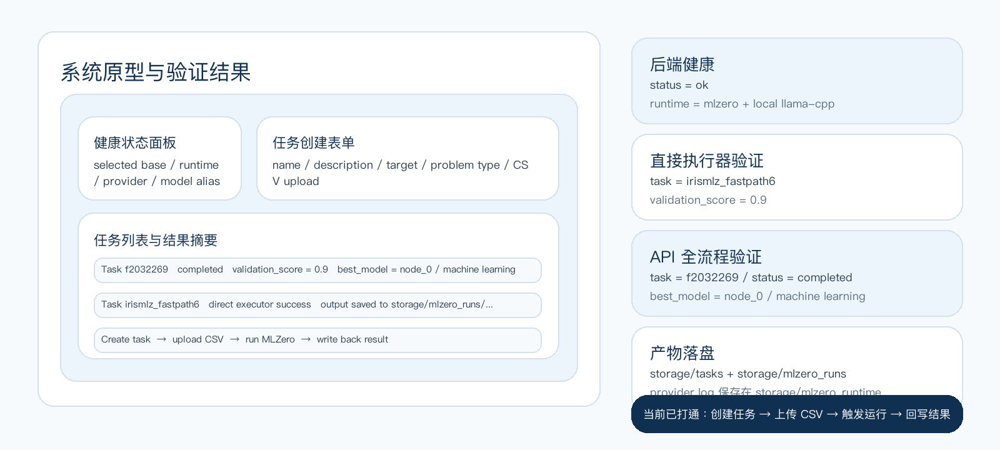 系统原型与验证结果
健康状态面板
selected base / runtime
/ provider / model alias
任务创建表单
name / description / target / problem type / CS
V upload
任务列表与结果摘要
Task f2032269 completed validation_score = 0.9 best_model = node_0 / machine learning
Task irismlz_fastpath6 direct executor success output saved to storage/mlzero_runs/...
Create task → upload CSV → run MLZero → write back result
后端健康
status = ok
runtime = mlzero + local llama-cpp
直接执行器验证
task = irismlz_fastpath6
validation_score = 0.9
API 全流程验证
task = f2032269 / status = completed
best_model = node_0 / machine learning
产物落盘
storage/tasks + storage/mlzero_runs
provider log 保存在 storage/mlzero_runtime
当前已打通：创建任务 → 上传 CSV → 触发运行 → 回写结果